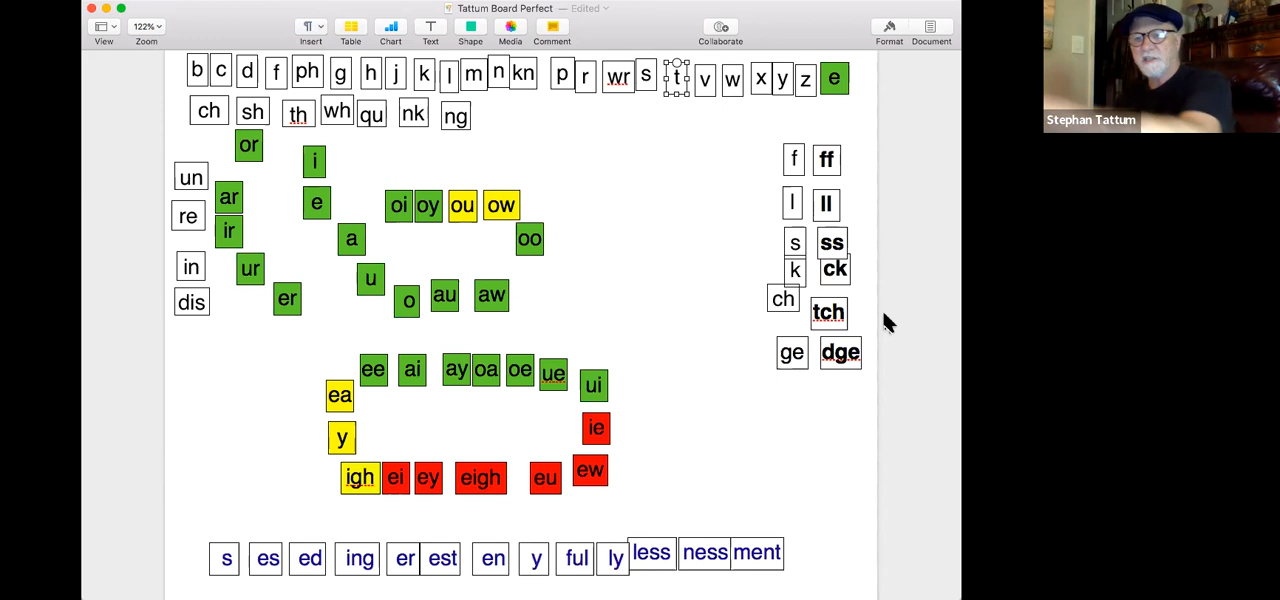 Tattum Board Perfect — Edited
122%
View Zoom Insert Table Chart Text Shape Media Comment Collaborate Format Document
b c d f ph g h j k l m n kn p r wr s t v w x y z e
ch sh th wh qu nk ng
Stephan Tattum
or
i
f ff
un
ar
e
oi oy ou ow
l ll
re
ir
a
oo
s ss
in
ur
u
k ck
dis
er
o au aw
ch tch
ge dge
ee ai ay oa oe ue ui
ea
ie
y
igh ei ey eigh eu ew
s es ed ing er est en y ful ly less ness ment